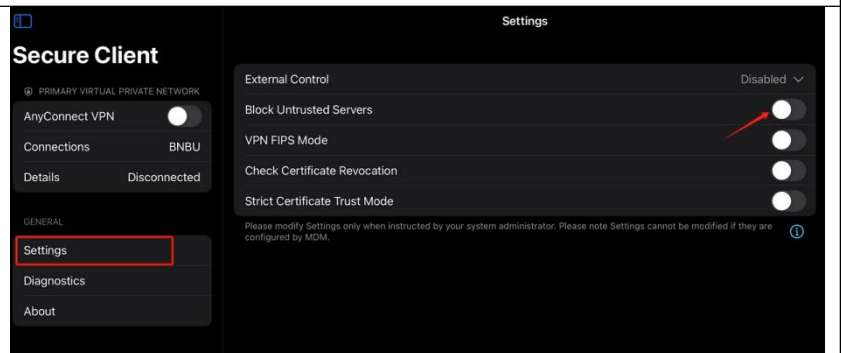 Settings
Secure Client
PRIMARY VIRTUAL PRIVATE NETWORK
AnyConnect VPN
Connections BNBU
Details Disconnected
GENERAL
Settings
Diagnostics
About
External Control Disabled
Block Untrusted Servers
VPN FIPS Mode
Check Certificate Revocation
Strict Certificate Trust Mode
Please modify Settings only when instructed by your system administrator. Please note Settings cannot be modified if they are
configured by MDM.